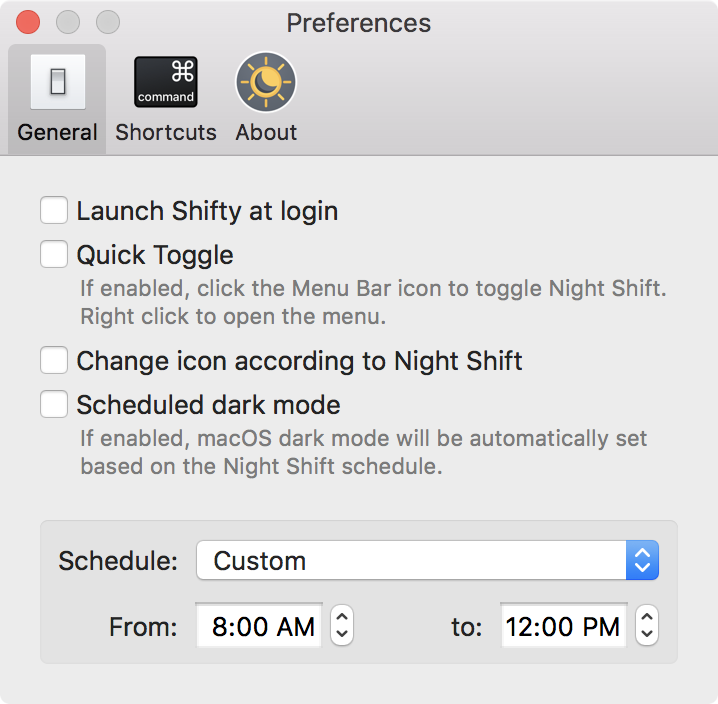 Preferences
command
General Shortcuts About
Launch Shifty at login
Quick Toggle
If enabled, click the Menu Bar icon to toggle Night Shift.
Right click to open the menu.
Change icon according to Night Shift
Scheduled dark mode
If enabled, macOS dark mode will be automatically set
based on the Night Shift schedule.
Schedule: Custom
From: 8:00 AM to: 12:00 PM